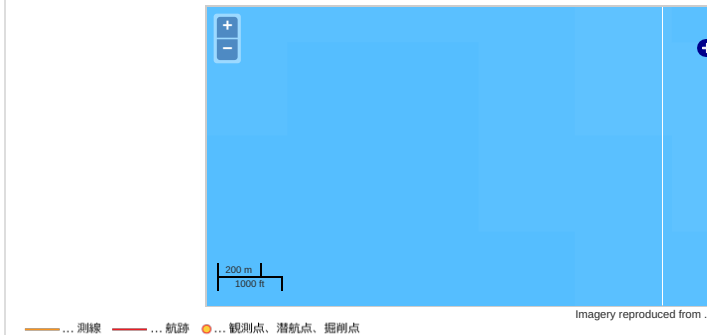 +
−
200 m
1000 ft
Imagery reproduced from .
... 測線 ... 航跡 ... 観測点、潜航点、掘削点